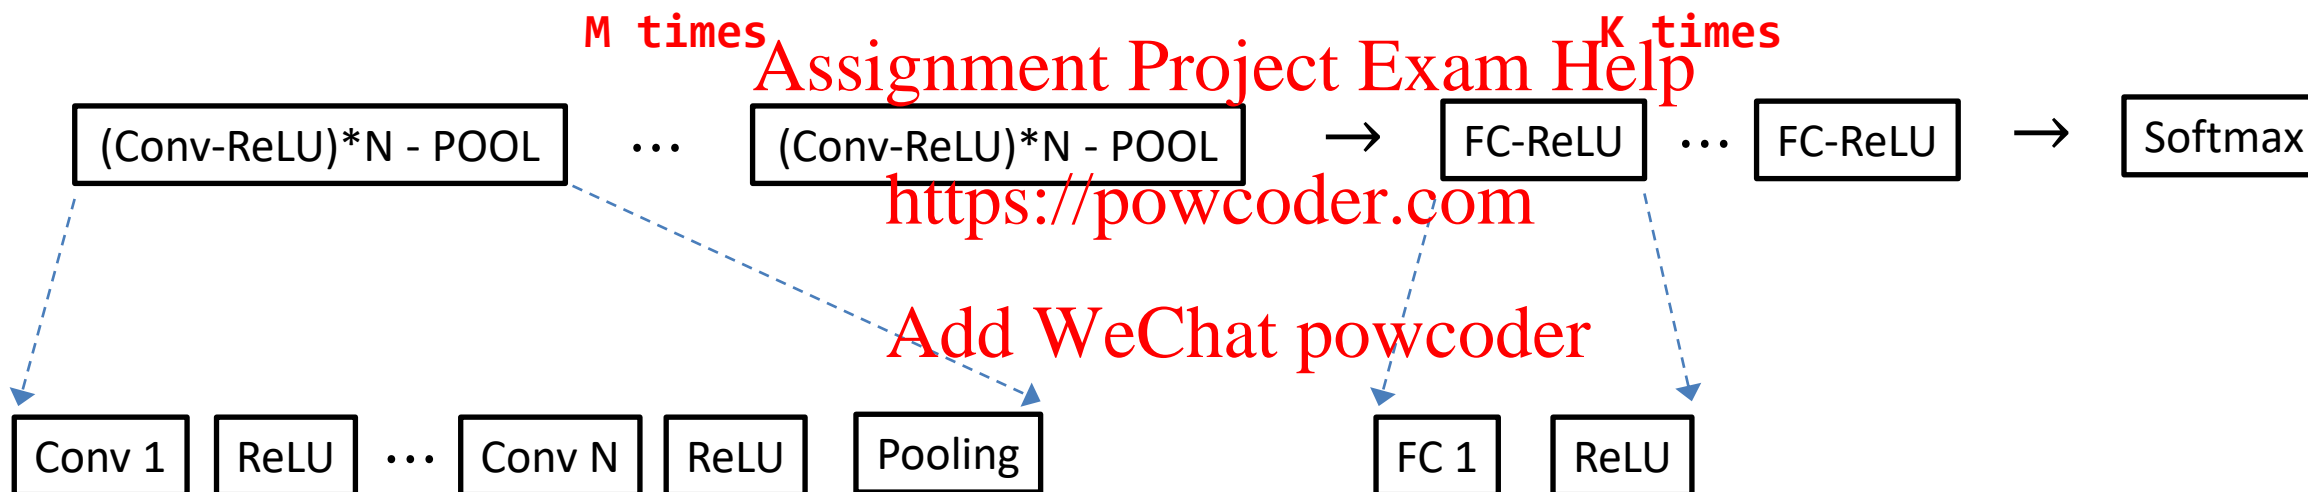 M times
K times
Assignment Project Exam Help
(Conv-ReLU)*N - POOL ... (Conv-ReLU)*N - POOL → FC-ReLU ... FC-ReLU → Softmax
https://powcoder.com
Add WeChat powcoder
Conv 1 ReLU ... Conv N ReLU Pooling FC 1 ReLU